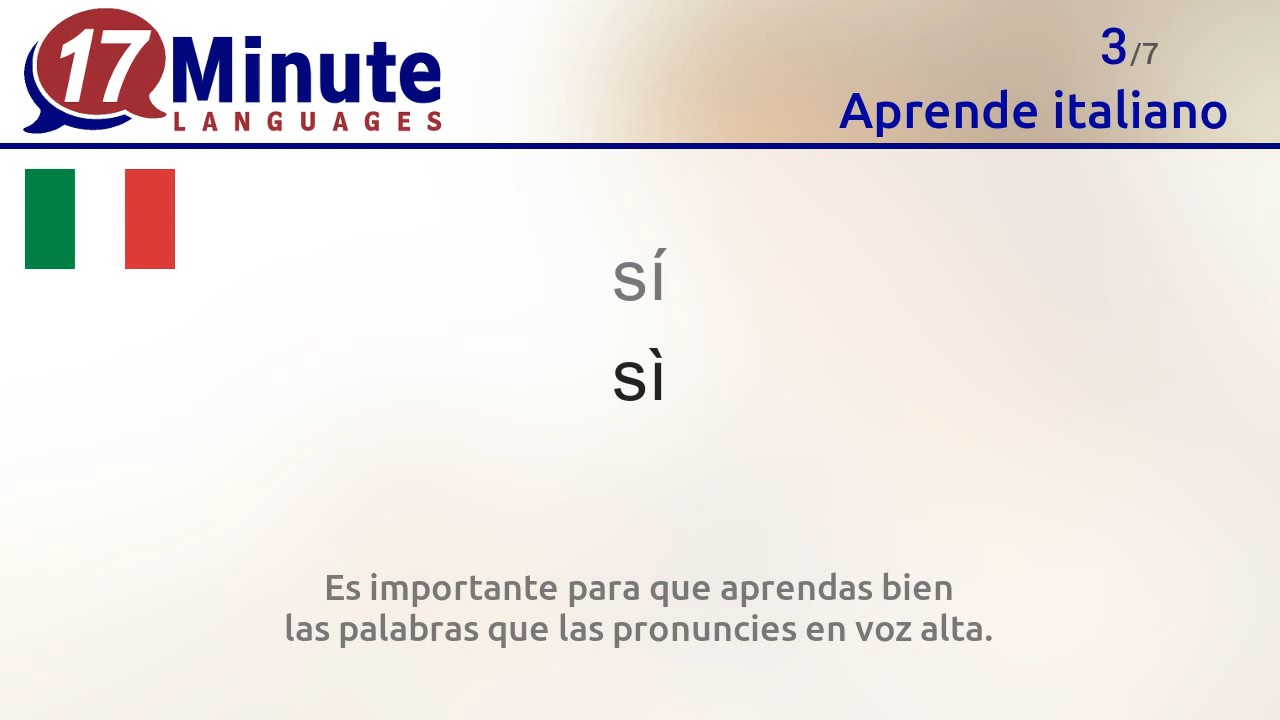 17 Minute
LANGUAGES
3/7
Aprende italiano
sí
sì
Es importante para que aprendas bien
las palabras que las pronuncies en voz alta.